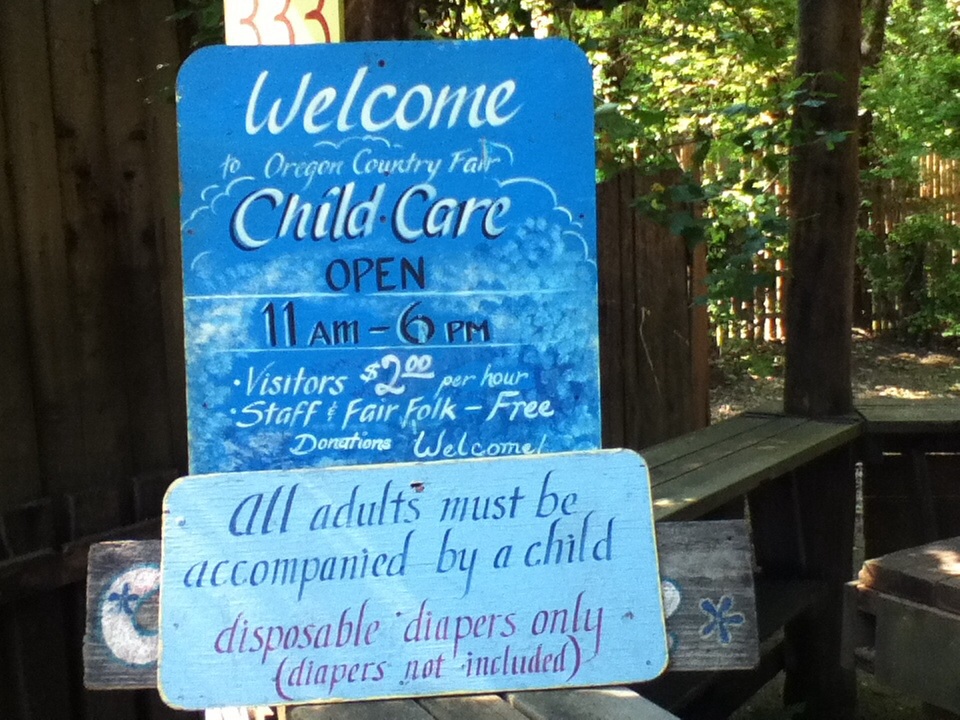 Welcome
to Oregon Country Fair
Child Care
OPEN
11 AM - 6 PM
• Visitors $2.00 per hour
• Staff & Fair Folk - Free
Donations Welcome!
All adults must be
accompanied by a child
disposable diapers only
(diapers not included)